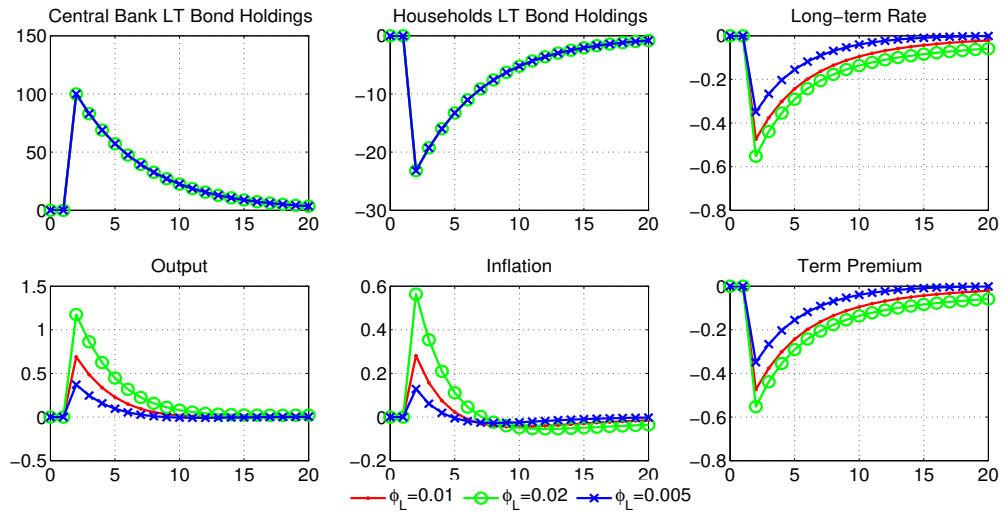 Central Bank LT Bond Holdings
150
100
50
0
0 5 10 15 20
Households LT Bond Holdings
0
−10
−20
−30
0 5 10 15 20
Long−term Rate
0
−0.2
−0.4
−0.6
−0.8
0 5 10 15 20
Output
1.5
1
0.5
0
−0.5
0 5 10 15 20
Inflation
0.6
0.4
0.2
0
−0.2
0 5 10 15 20
Term Premium
0
−0.2
−0.4
−0.6
−0.8
0 5 10 15 20
ϕL=0.01 ϕL=0.02 ϕL=0.005